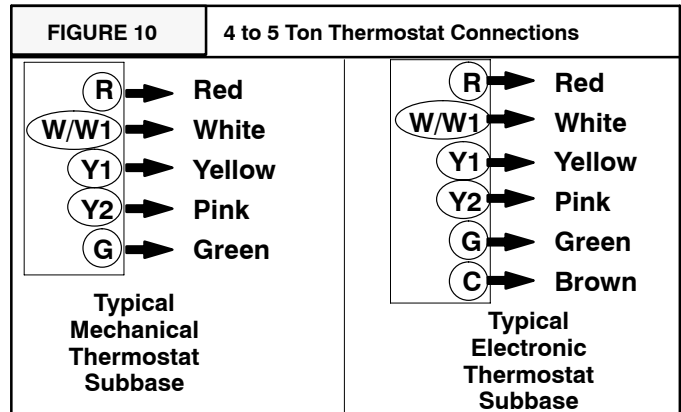 FIGURE 10
4 to 5 Ton Thermostat Connections
R Red
W/W1 White
Y1 Yellow
Y2 Pink
G Green
Typical
Mechanical
Thermostat
Subbase
R Red
W/W1 White
Y1 Yellow
Y2 Pink
G Green
C Brown
Typical
Electronic
Thermostat
Subbase